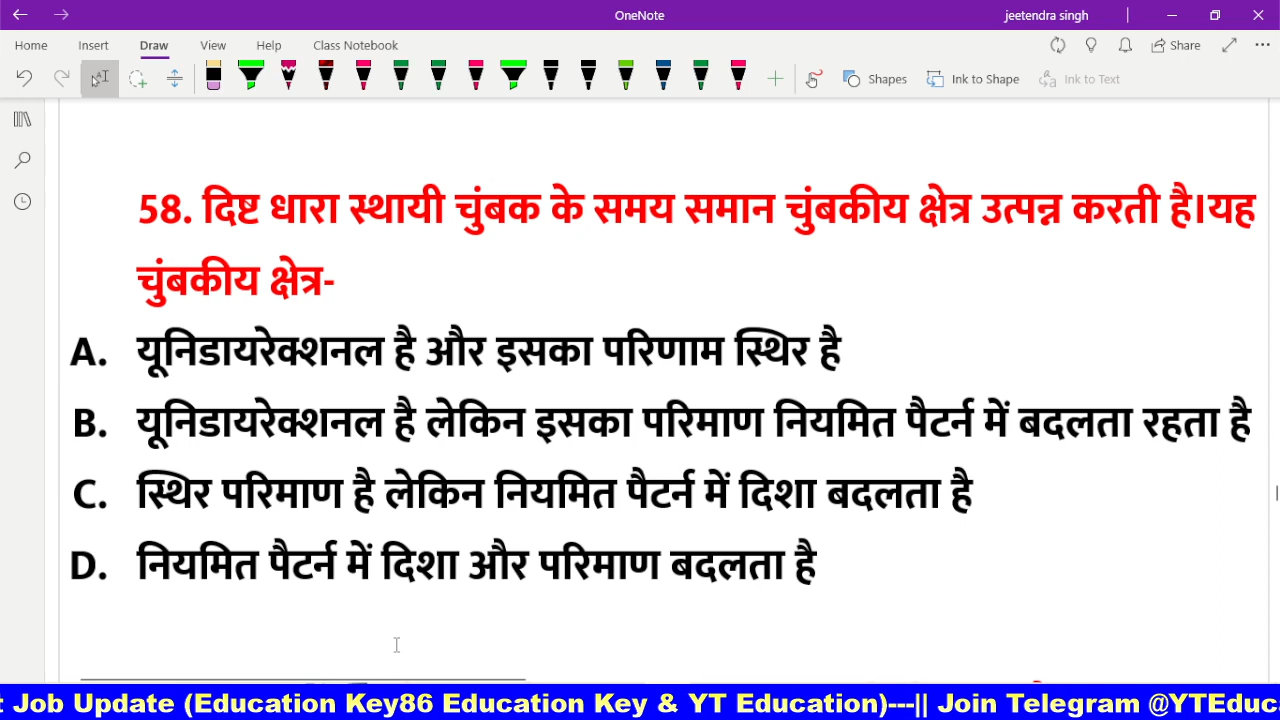 OneNote
jeetendra singh
Home Insert Draw View Help Class Notebook
Share
Shapes Ink to Shape Ink to Text
58. दिष्ट धारा स्थायी चुंबक के समय समान चुंबकीय क्षेत्र उत्पन्न करती है।यह
चुंबकीय क्षेत्र-
A. यूनिडायरेक्शनल है और इसका परिणाम स्थिर है
B. यूनिडायरेक्शनल है लेकिन इसका परिमाण नियमित पैटर्न में बदलता रहता है
C. स्थिर परिमाण है लेकिन नियमित पैटर्न में दिशा बदलता है
D. नियमित पैटर्न में दिशा और परिमाण बदलता है
t Job Update (Education Key86 Education Key & YT Education)---|| Join Telegram @YTEduc